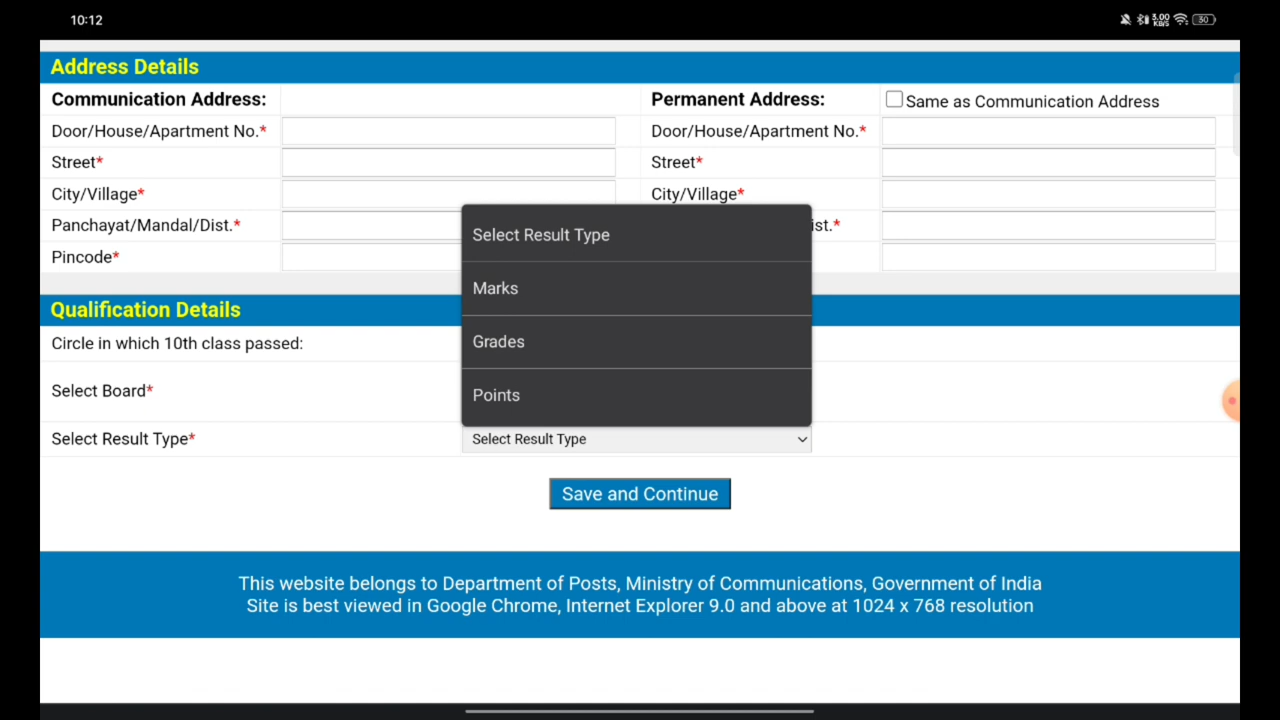 10:12
3.00 KB/S
30
Address Details
Communication Address:
Permanent Address:
Same as Communication Address
Door/House/Apartment No.*
Door/House/Apartment No.*
Street*
Street*
City/Village*
City/Village*
Panchayat/Mandal/Dist.*
ist.*
Pincode*
Select Result Type
Marks
Grades
Points
Qualification Details
Circle in which 10th class passed:
Select Board*
Select Result Type*
Select Result Type
Save and Continue
This website belongs to Department of Posts, Ministry of Communications, Government of India
Site is best viewed in Google Chrome, Internet Explorer 9.0 and above at 1024 x 768 resolution